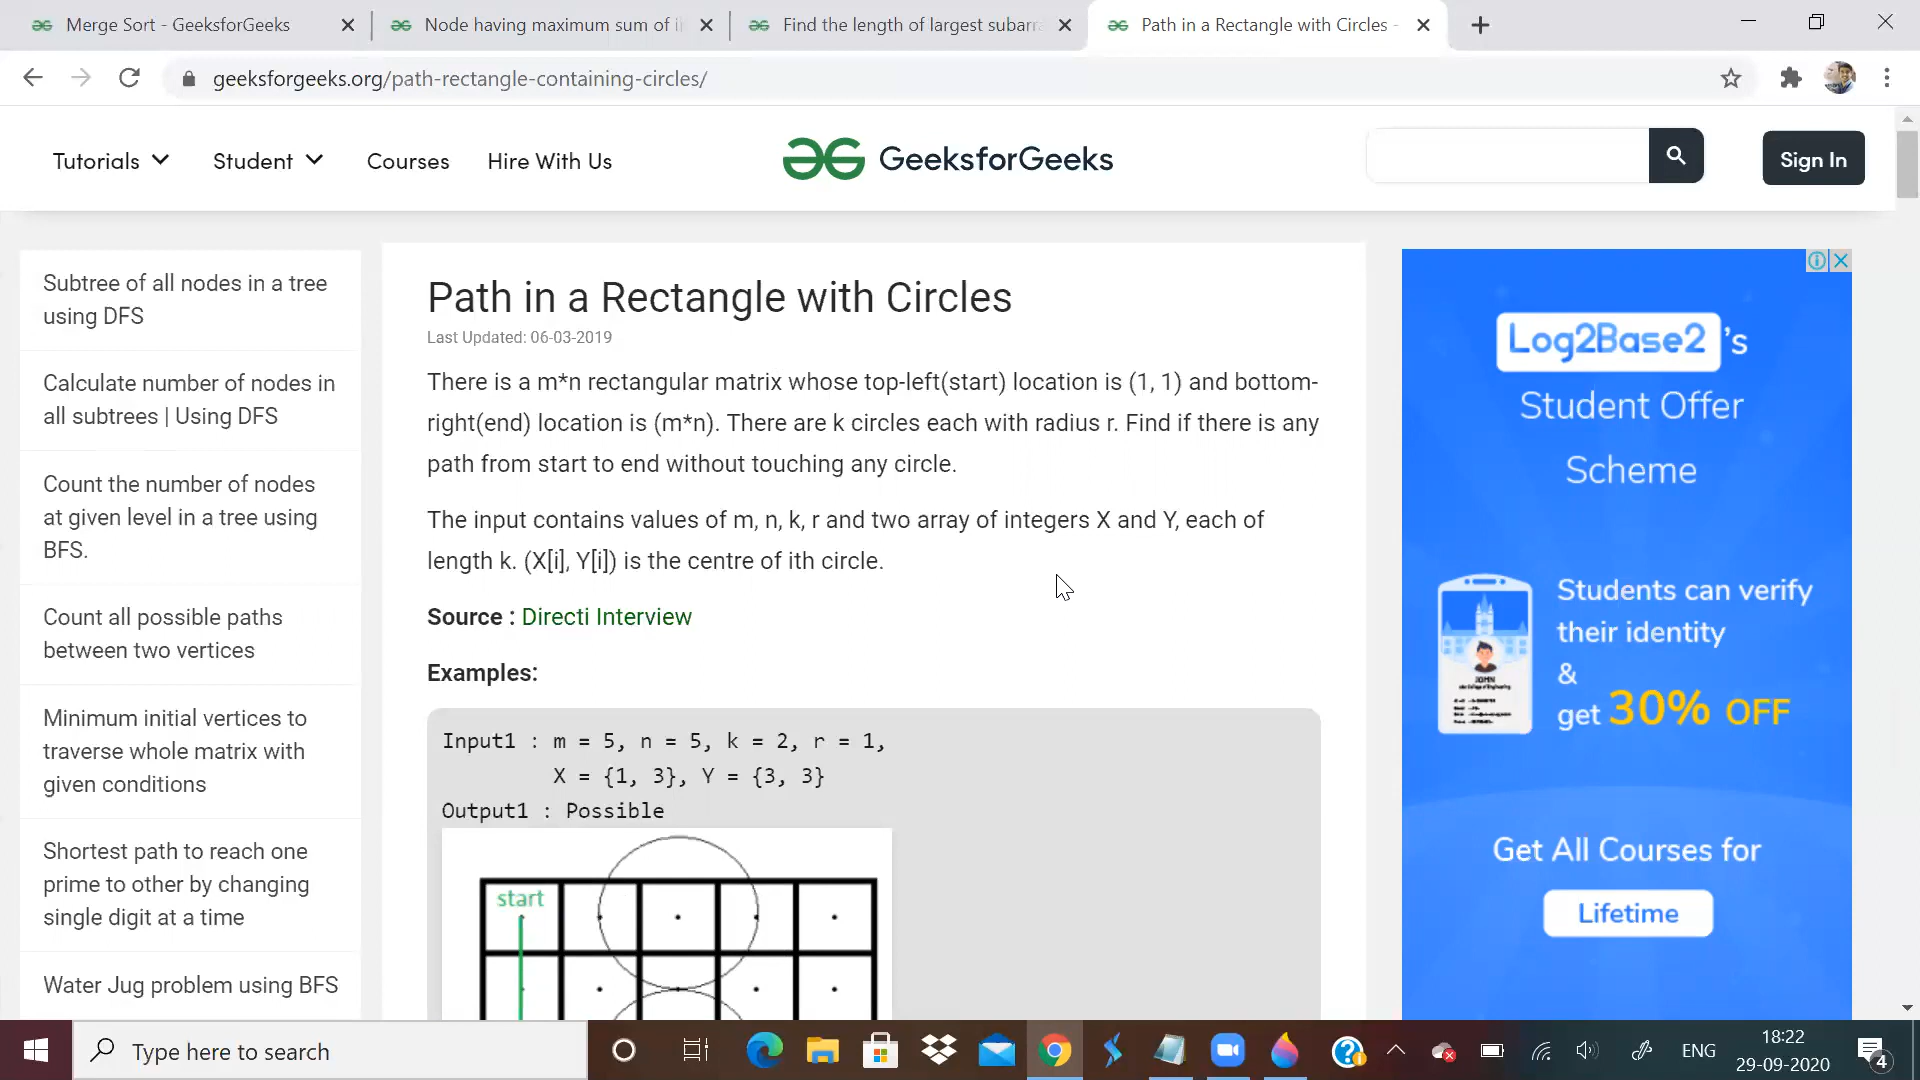 Merge Sort - GeeksforGeeks
Node having maximum sum of i
Find the length of largest subarr
Path in a Rectangle with Circles -
geeksforgeeks.org/path-rectangle-containing-circles/
Tutorials
Student
Courses
Hire With Us
GeeksforGeeks
Sign In
Subtree of all nodes in a tree
using DFS
Calculate number of nodes in
all subtrees | Using DFS
Count the number of nodes
at given level in a tree using
BFS.
Count all possible paths
between two vertices
Minimum initial vertices to
traverse whole matrix with
given conditions
Shortest path to reach one
prime to other by changing
single digit at a time
Water Jug problem using BFS
Path in a Rectangle with Circles
Last Updated: 06-03-2019
There is a m*n rectangular matrix whose top-left(start) location is (1, 1) and bottom-
right(end) location is (m*n). There are k circles each with radius r. Find if there is any
path from start to end without touching any circle.
The input contains values of m, n, k, r and two array of integers X and Y, each of
length k. (X[i], Y[i]) is the centre of ith circle.
Source : Directi Interview
Examples:
Input1 : m = 5, n = 5, k = 2, r = 1,
X = {1, 3}, Y = {3, 3}
Output1 : Possible
start
Log2Base2's
Student Offer
Scheme
Students can verify
their identity
&
get 30% OFF
JOHN
Get All Courses for
Lifetime
Type here to search
ENG
18:22
29-09-2020
4